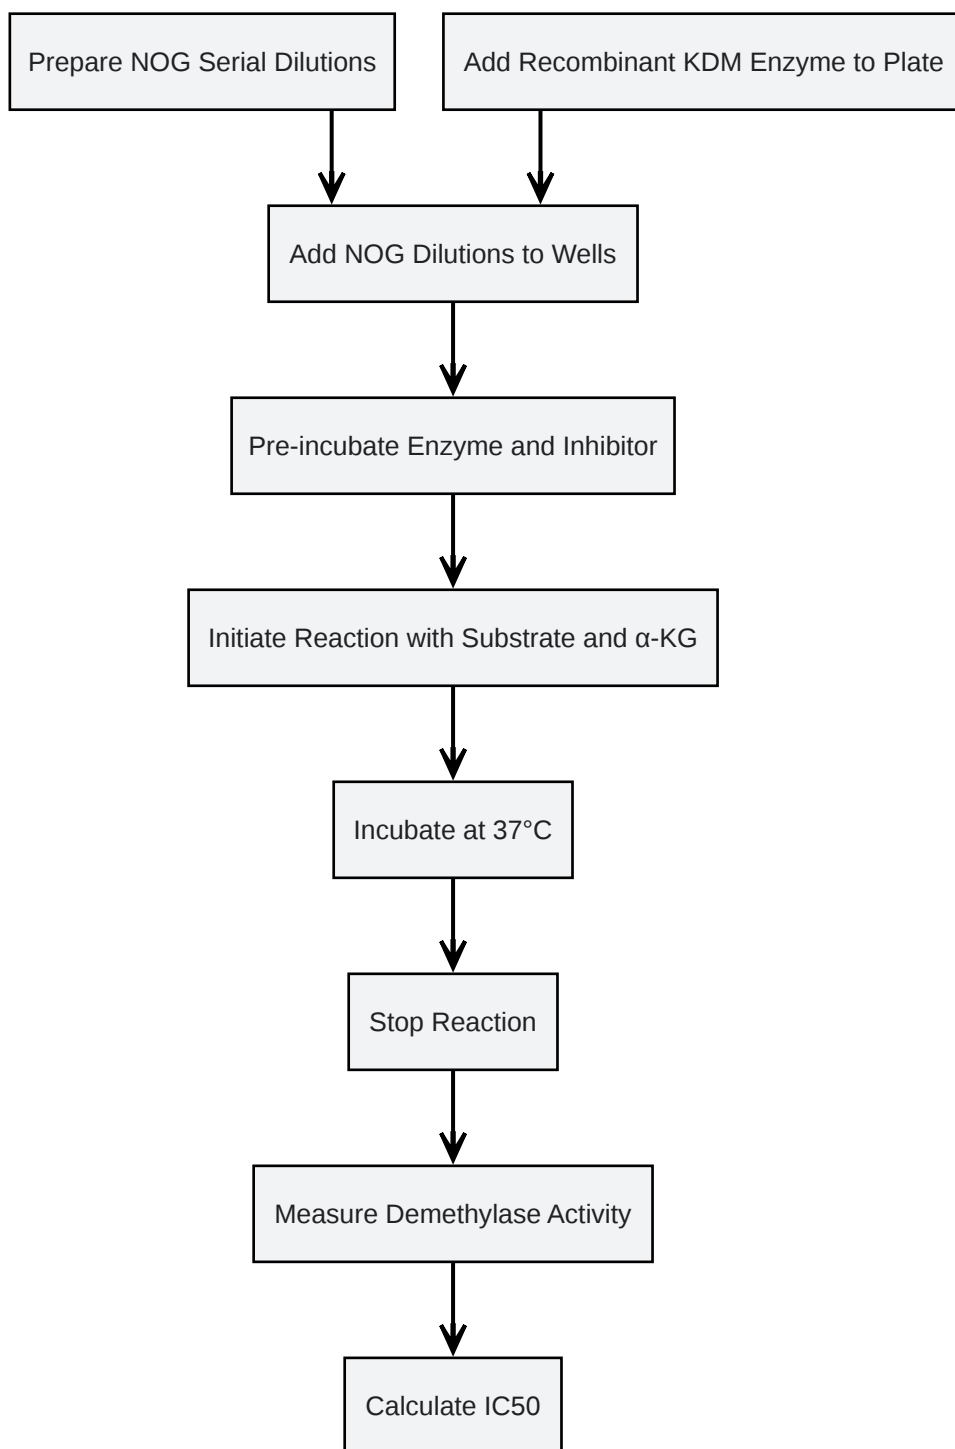 Prepare NOG Serial Dilutions
Add Recombinant KDM Enzyme to Plate
Add NOG Dilutions to Wells
Pre-incubate Enzyme and Inhibitor
Initiate Reaction with Substrate and α-KG
Incubate at 37°C
Stop Reaction
Measure Demethylase Activity
Calculate IC50